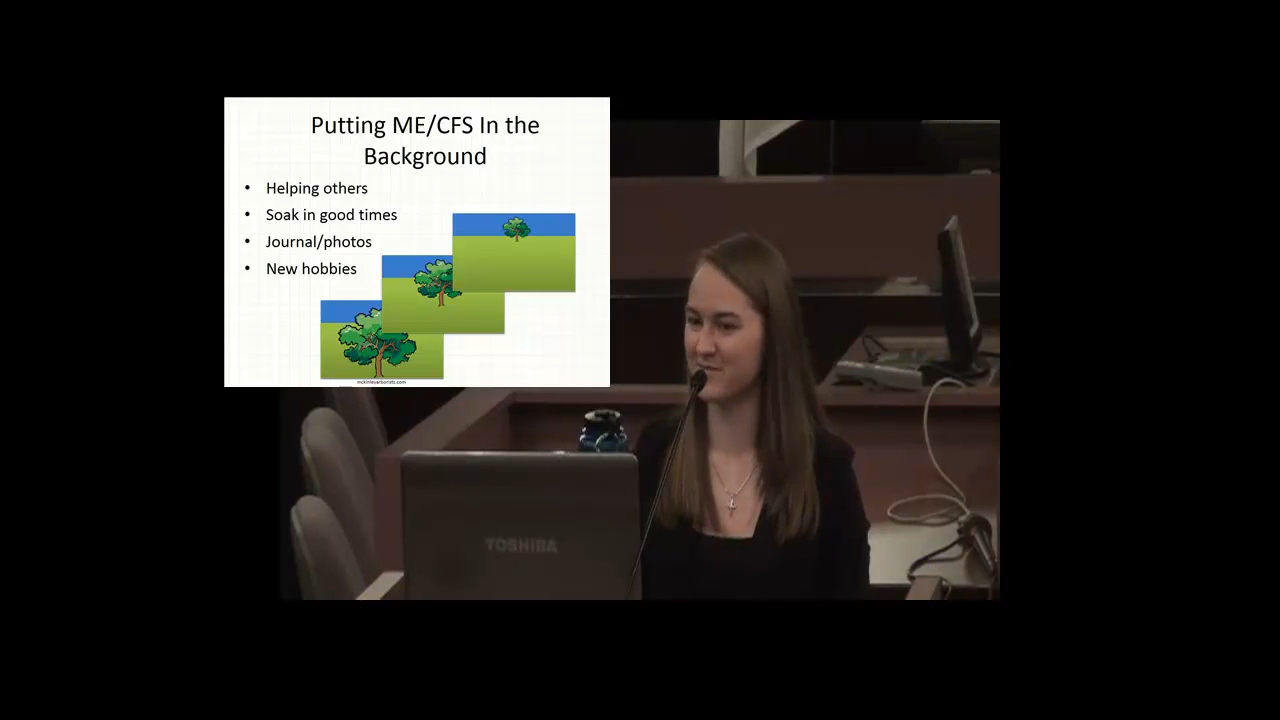 Putting ME/CFS In the
Background
• Helping others
• Soak in good times
• Journal/photos
• New hobbies
mckinleyarborists.com
TOSHIBA